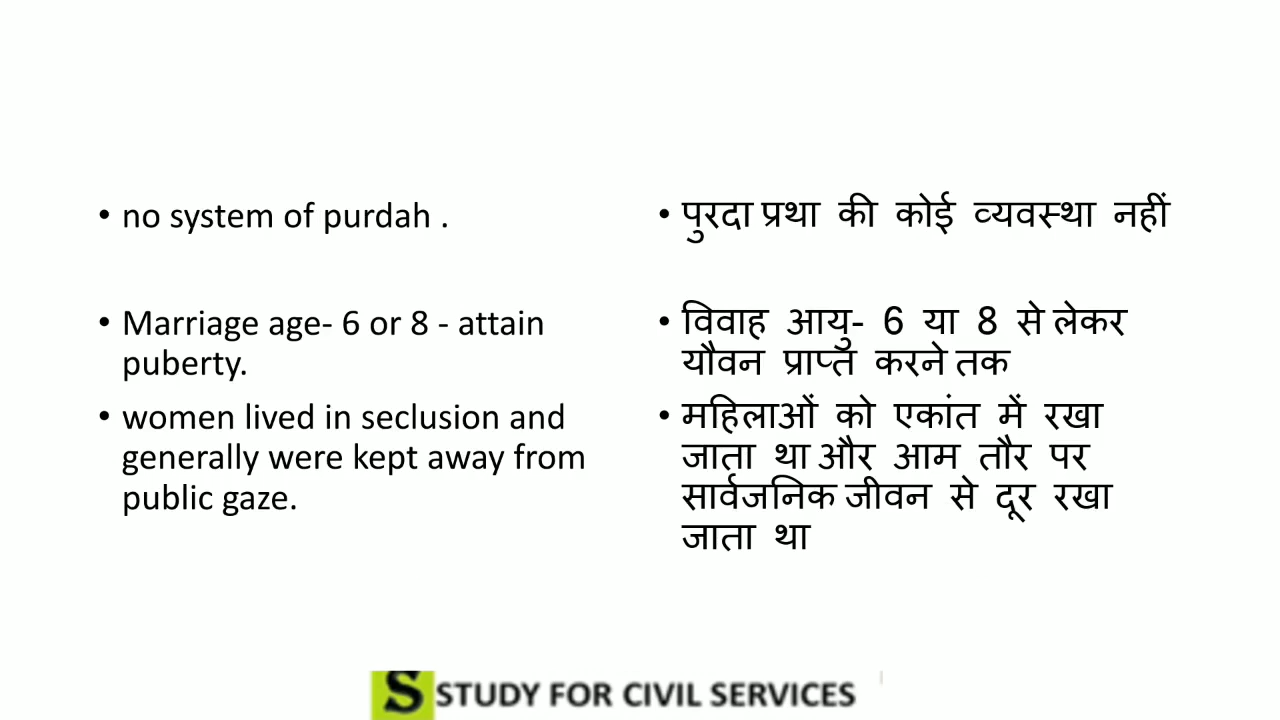 • no system of purdah .
• Marriage age- 6 or 8 - attain
puberty.
• women lived in seclusion and
generally were kept away from
public gaze.
• पुरदा प्रथा की कोई व्यवस्था नहीं
• विवाह आयु- 6 या 8 से लेकर
यौवन प्राप्त करने तक
• महिलाओं को एकांत में रखा
जाता था और आम तौर पर
सार्वजनिक जीवन से दूर रखा
जाता था
S STUDY FOR CIVIL SERVICES